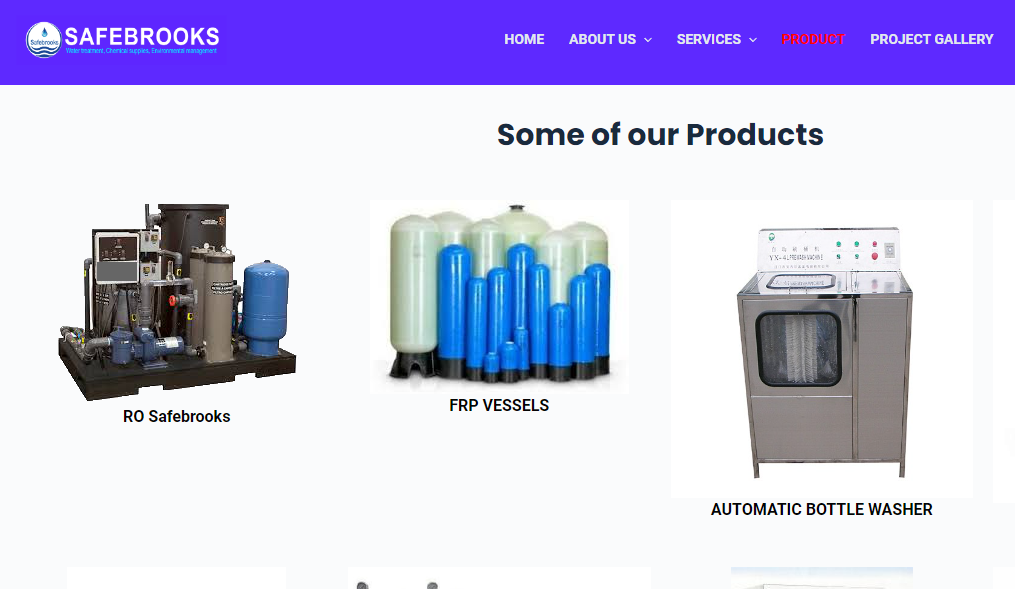 Safebrooks
SAFEBROOKS
Water treament, Chemical supplies, Environmental management
HOME
ABOUT US
SERVICES
PRODUCT
PROJECT GALLERY
Some of our Products
RO Safebrooks
FRP VESSELS
AUTOMATIC BOTTLE WASHER